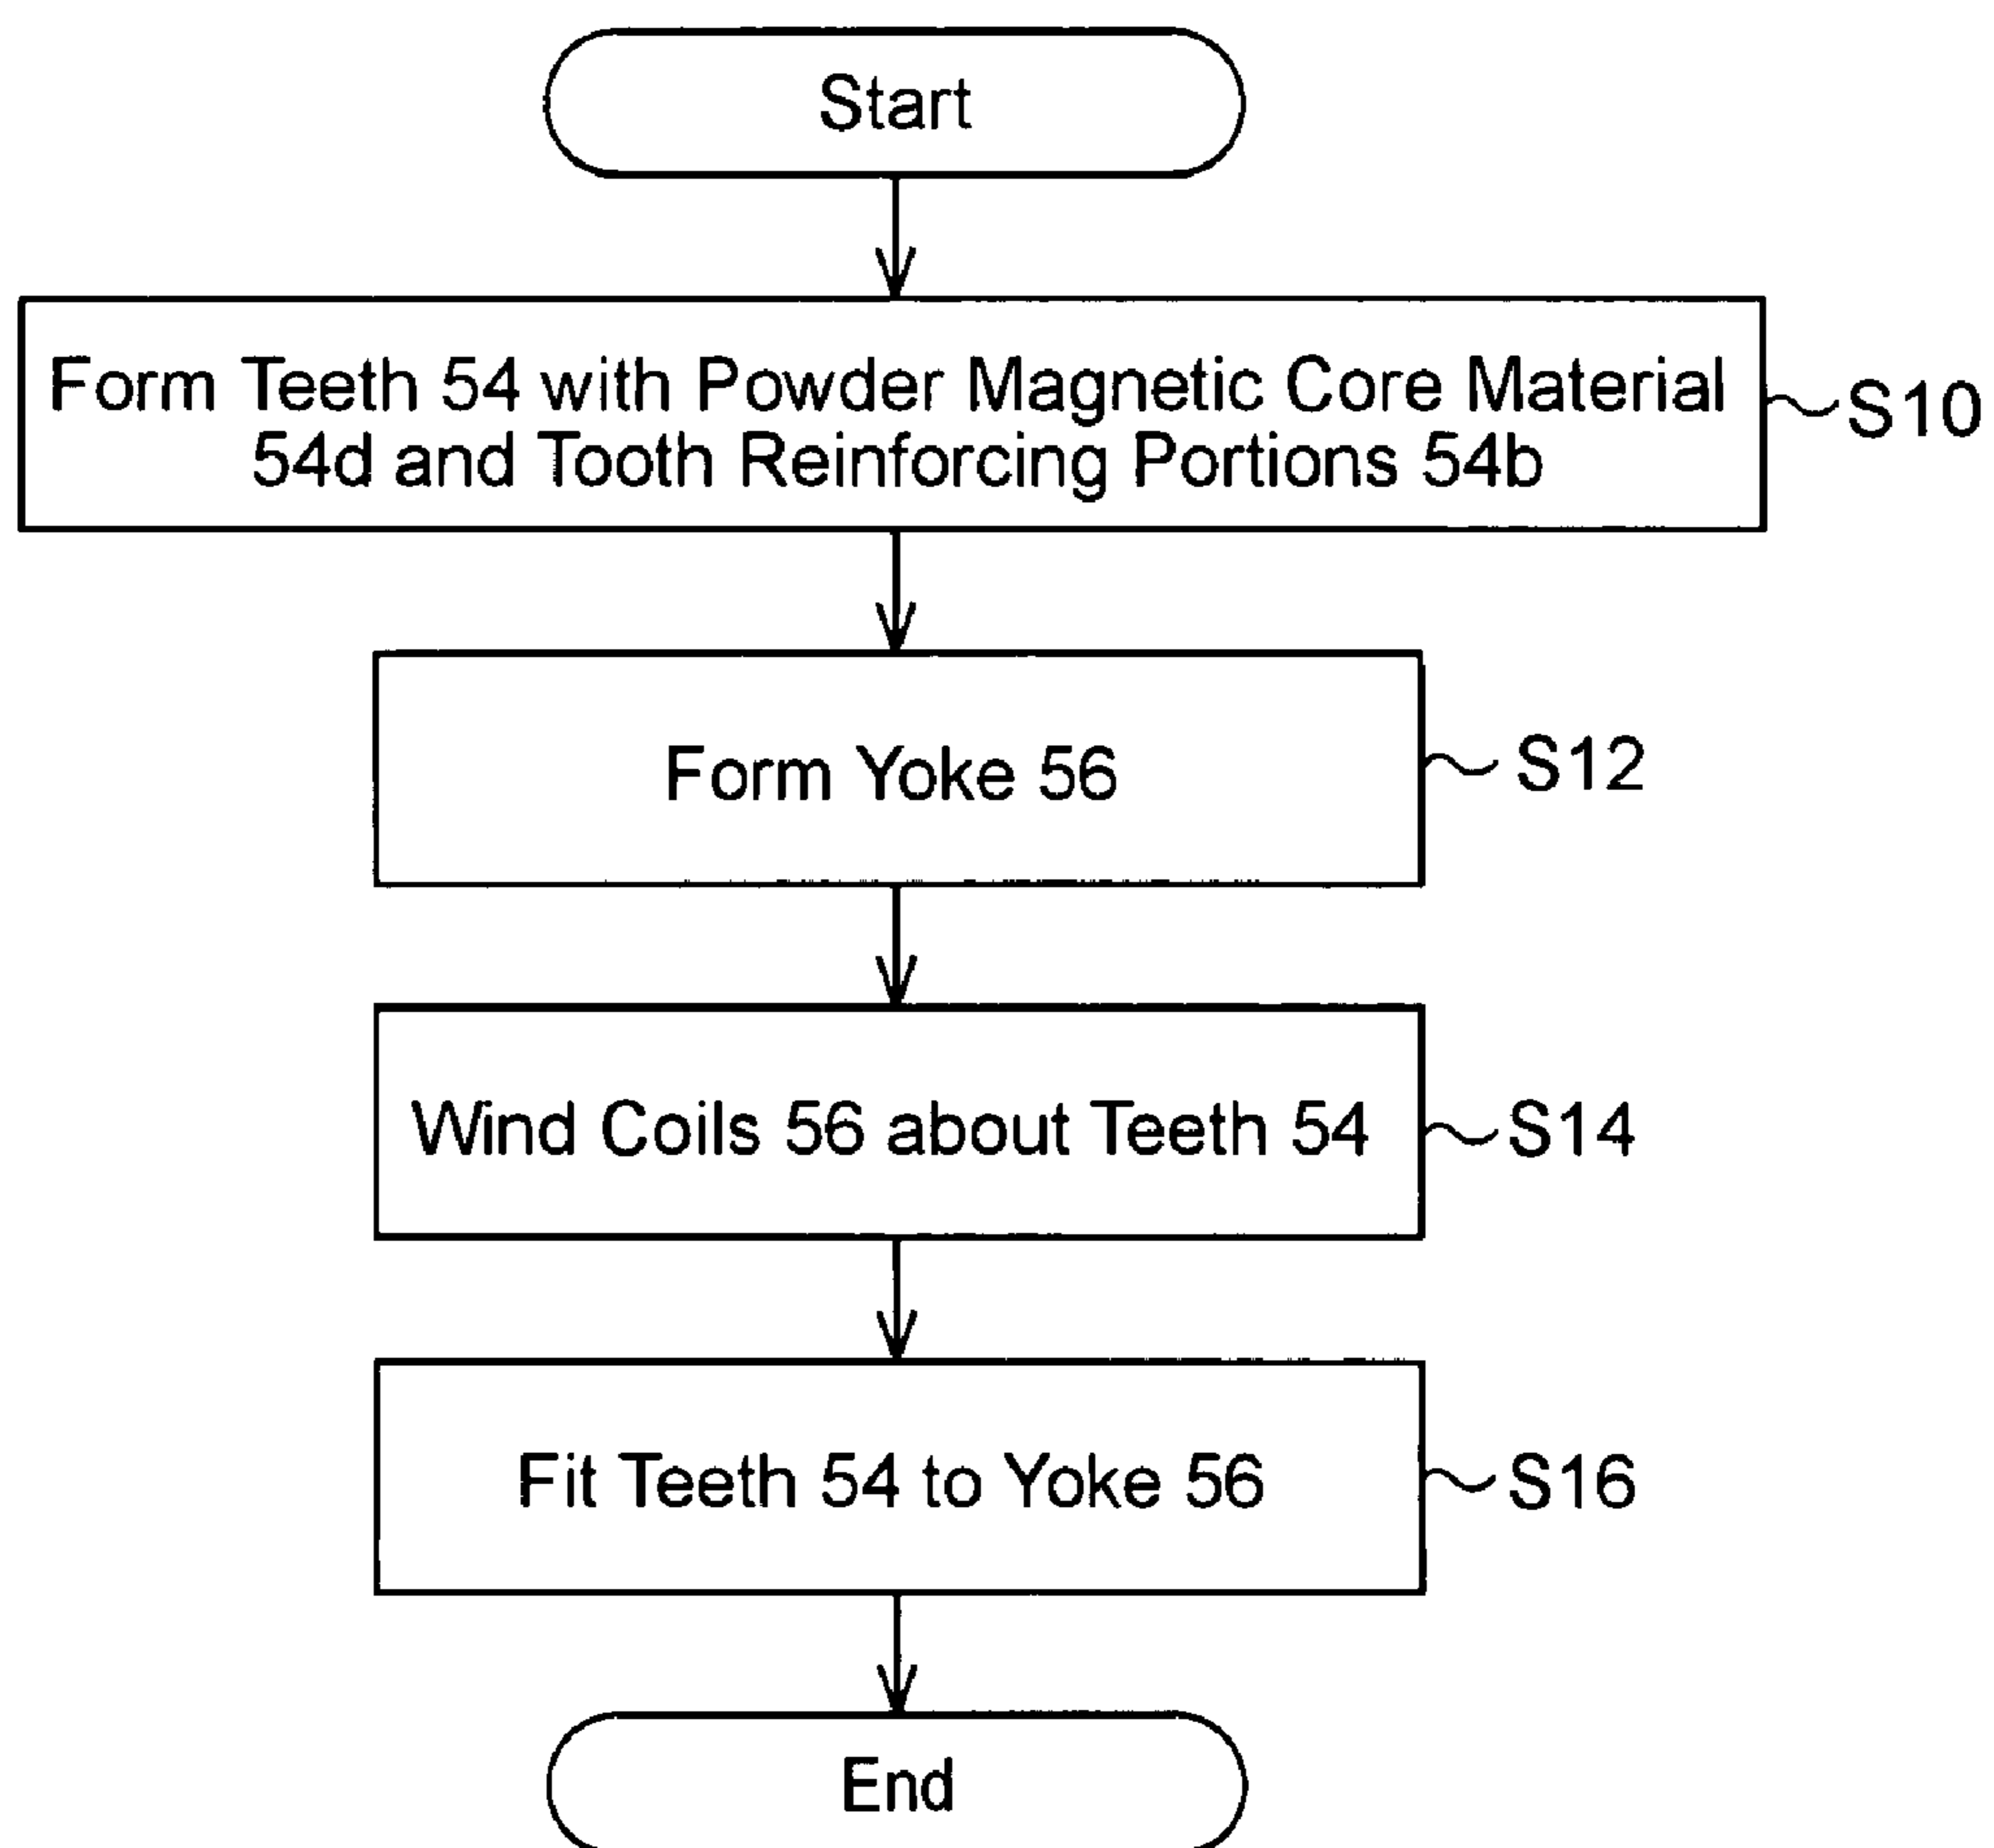 Start
Form Teeth 54 with Powder Magnetic Core Material
54d and Tooth Reinforcing Portions 54b
S10
Form Yoke 56
S12
Wind Coils 56 about Teeth 54
S14
Fit Teeth 54 to Yoke 56
S16
End